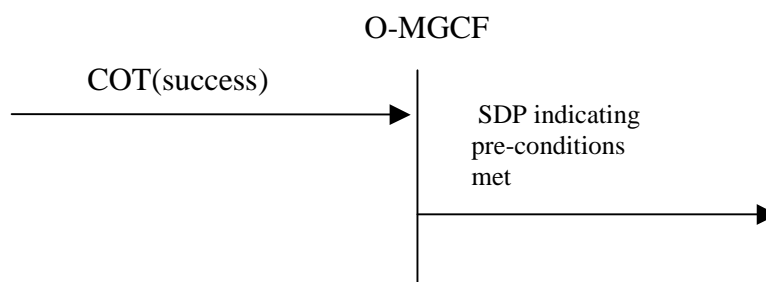 O-MGCF
COT(success)
SDP indicating
pre-conditions
met